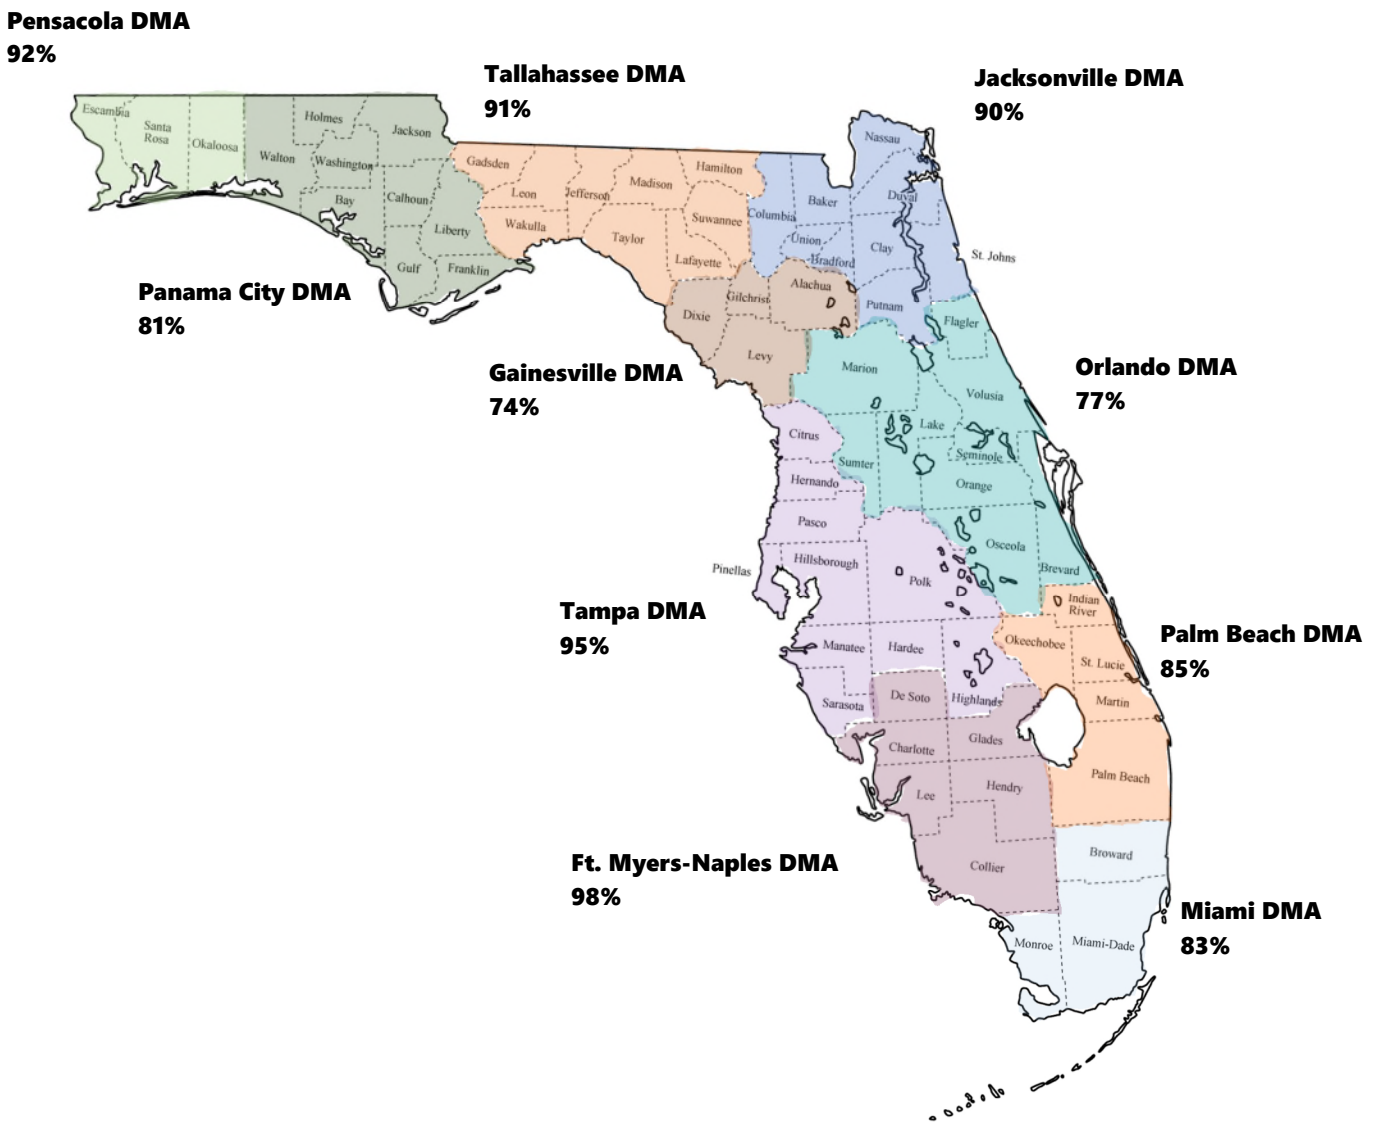 Pensacola DMA
92%
Tallahassee DMA
91%
Jacksonville DMA
90%
Escambia
Santa
Rosa
Okaloosa
Walton
Holmes
Washington
Jackson
Bay
Calhoun
Liberty
Gulf
Franklin
Panama City DMA
81%
Gadsden
Leon
Wakulla
Jefferson
Madison
Taylor
Hamilton
Suwannee
Lafayette
Nassau
Baker
Duval
Columbia
Union
Bradford
Clay
St. Johns
Putnam
Gilchrist
Alachua
Dixie
Levy
Gainesville DMA
74%
Flagler
Marion
Volusia
Lake
Sumter
Seminole
Orange
Osceola
Brevard
Orlando DMA
77%
Citrus
Hernando
Pasco
Pinellas
Hillsborough
Polk
Manatee
Hardee
Sarasota
Highlands
Tampa DMA
95%
Indian
River
Okeechobee
St. Lucie
Martin
Palm Beach
Palm Beach DMA
85%
De Soto
Charlotte
Glades
Lee
Hendry
Collier
Ft. Myers-Naples DMA
98%
Broward
Monroe
Miami-Dade
Miami DMA
83%